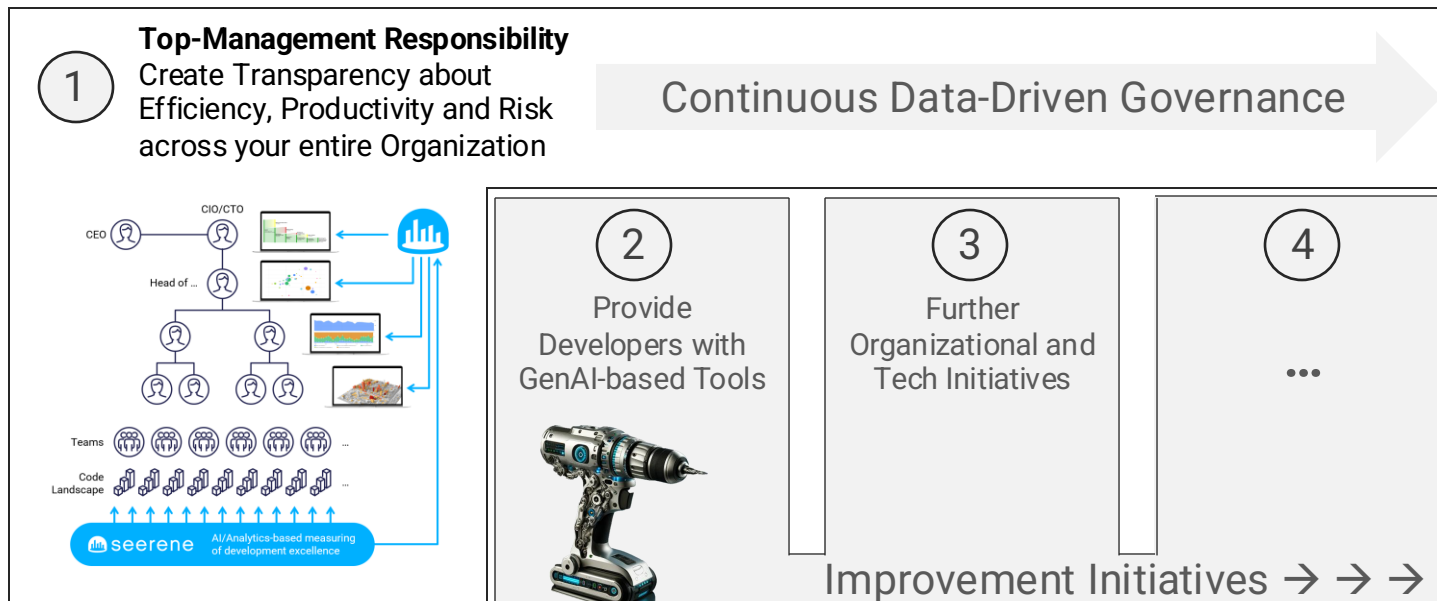 1
Top-Management Responsibility
Create Transparency about
Efficiency, Productivity and Risk
across your entire Organization
Continuous Data-Driven Governance
CIO/CTO
CEO
Head of ...
Teams
...
Code
Landscape
...
seerene
AI/Analytics-based measuring
of development excellence
2
Provide
Developers with
GenAI-based Tools
3
Further
Organizational and
Tech Initiatives
4
...
Improvement Initiatives → → →